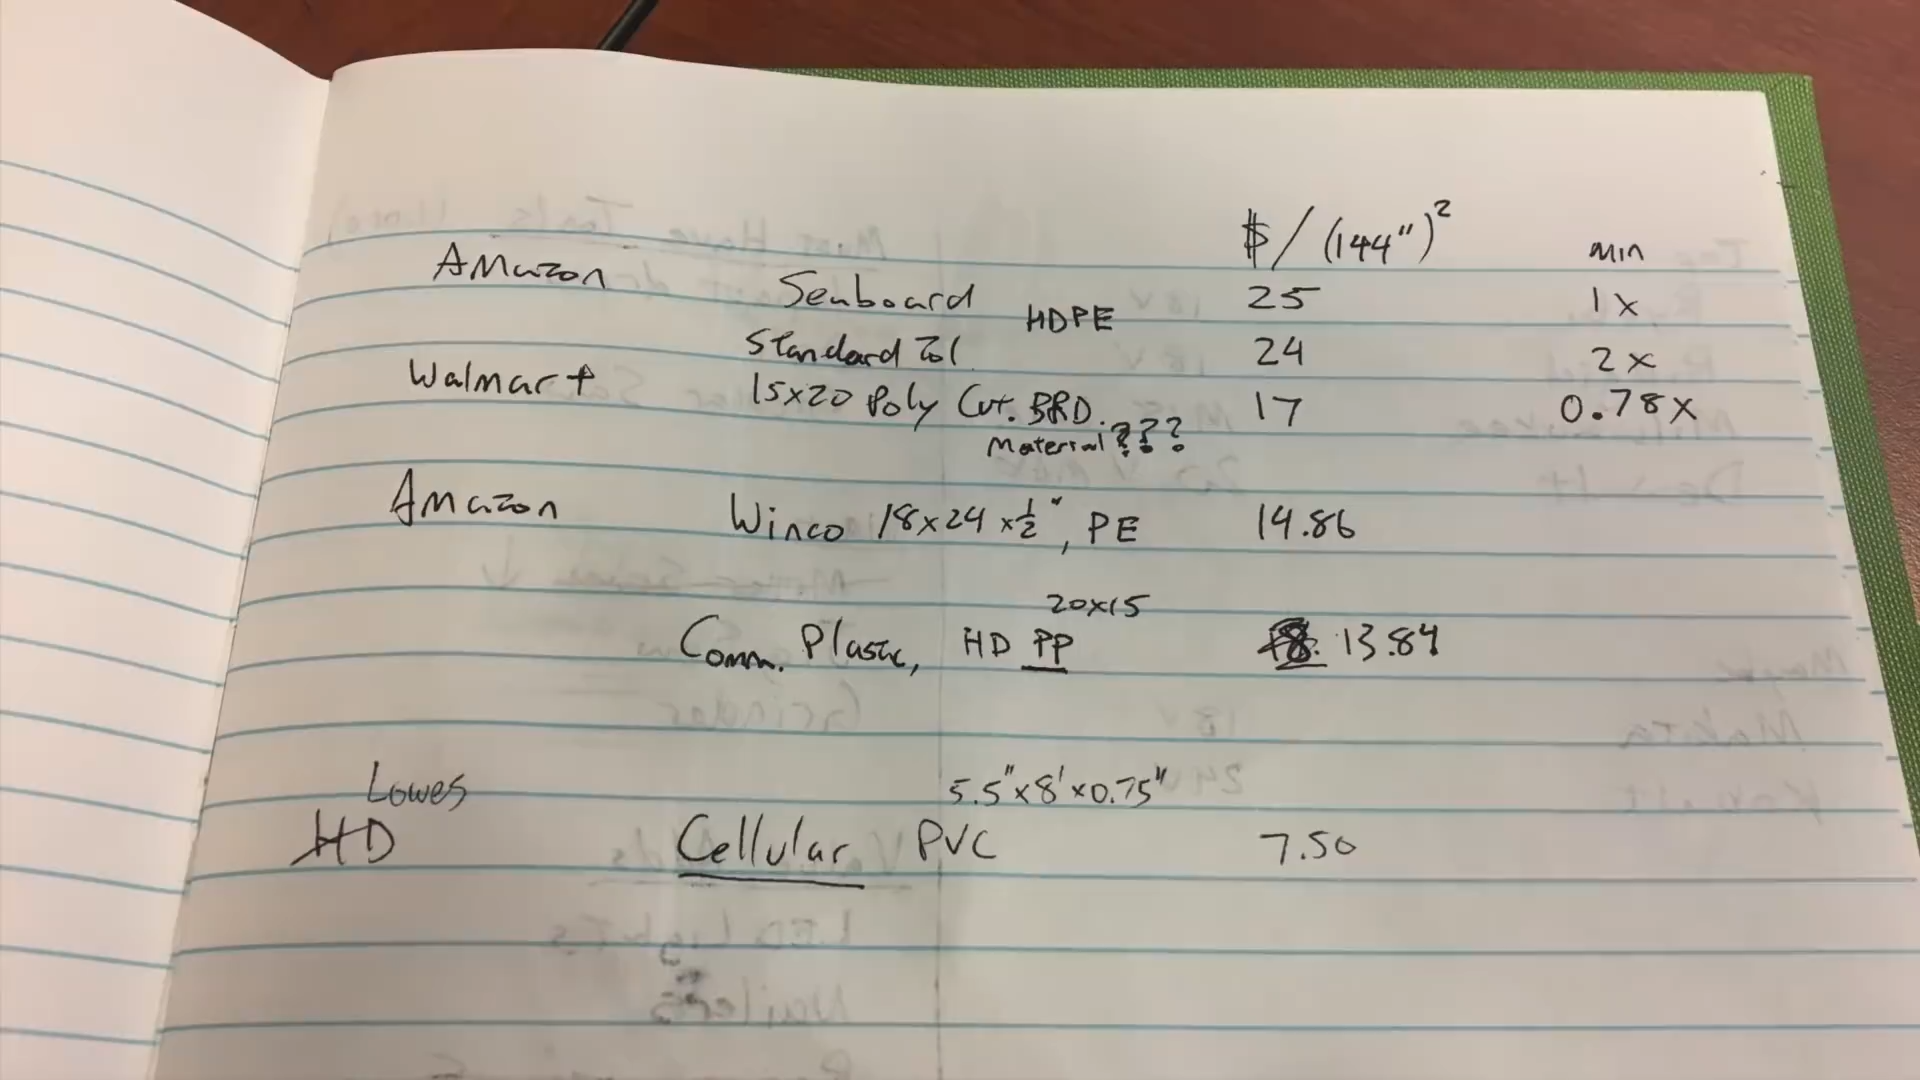 $/(144")² min
Amazon Seaboard HDPE 25 1x
Standard Tol. 24 2x
Walmart 15x20 Poly Cut. BRD. 17 0.78x
Material???
Amazon Winco 18x24x½", PE 14.86
20x15
Comm. Plastic, HD PP 13.84
Lowes 5.5"x8'x0.75"
HD Cellular PVC 7.50